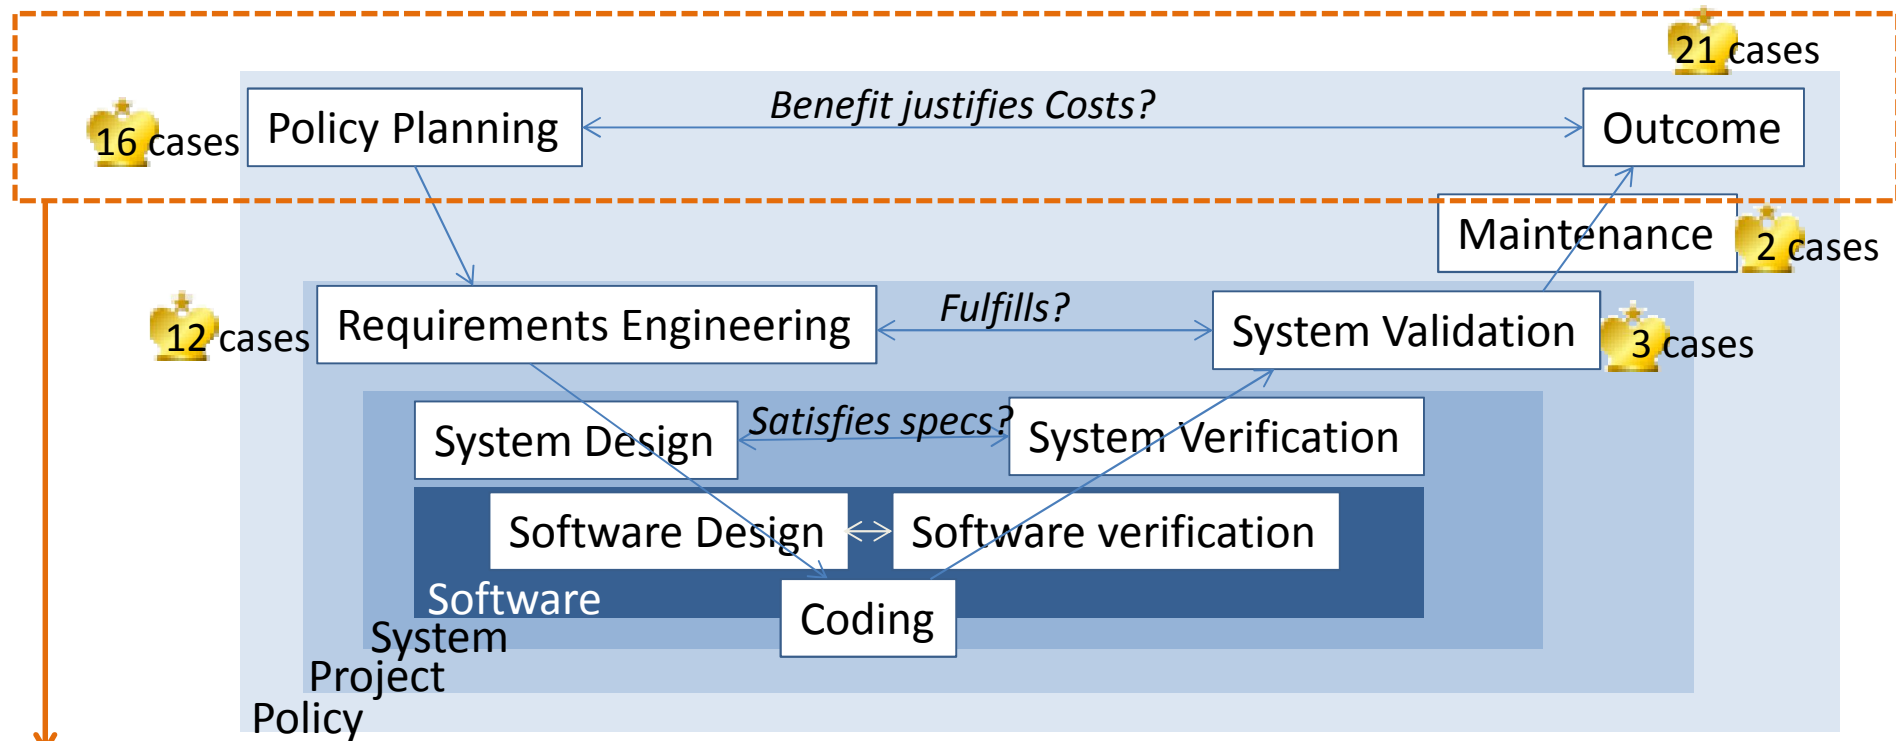 21 cases
Benefit justifies Costs?
16 cases
Policy Planning
Outcome
Maintenance
2 cases
12 cases
Requirements Engineering
Fulfills?
System Validation
3 cases
System Design
Satisfies specs?
System Verification
Software Design
Software verification
Software
Coding
System
Project
Policy